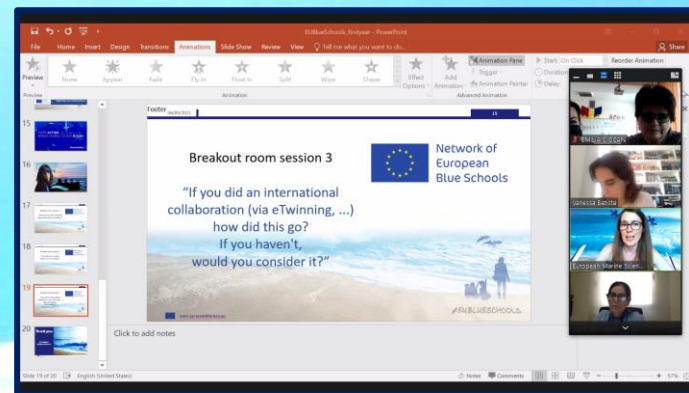 EUBlueSchools_firstyear - PowerPoint
File Home Insert Design Transitions Animations Slide Show Review View Tell me what you want to do...
Share
Preview
None
Appear
Fade
Fly In
Float In
Split
Wipe
Shape
Effect Options
Add Animation
Animation Pane
Trigger
Animation Painter
Start: On Click
Duration
Delay:
Reorder Animation
Preview
Animation
Advanced Animation
15
16
17
18
19
20
Footer
Breakout room session 3
Network of
European
Blue Schools
"If you did an international
collaboration (via eTwinning, ...)
how did this go?
If you haven't,
would you consider it?"
#EUBLUESCHOOLS
Click to add notes
EMILIA CIOCAN
Vanessa Batista
European Marine Scien...
Slide 19 of 20 English (United States)
Notes Comments
57%